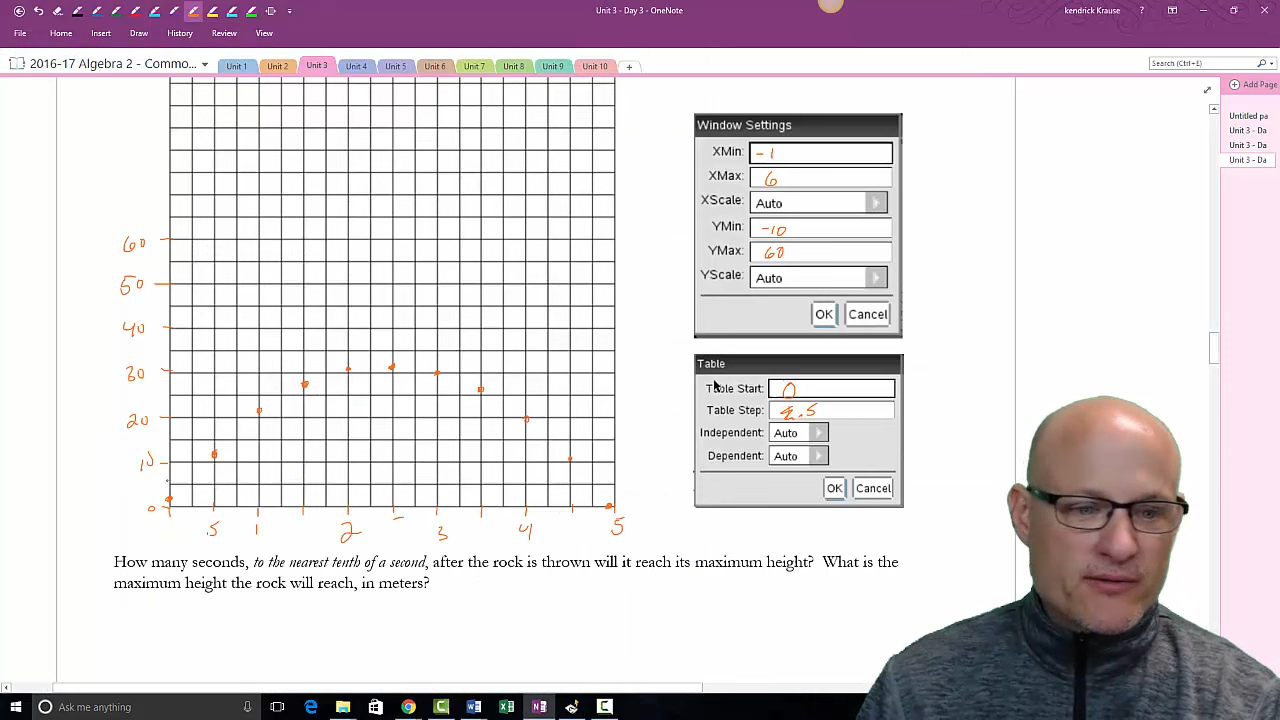 Unit 3 - Day 3 - OneNote
kendrick Krause
?
File
Home
Insert
Draw
History
Review
View
2016-17 Algebra 2 - Commo...
Unit 1
Unit 2
Unit 3
Unit 4
Unit 5
Unit 6
Unit 7
Unit 8
Unit 9
Unit 10
+
Search (Ctrl+E)
Add Page
Untitled pa
Unit 3 - Da
Unit 3 - Da
Unit 3 - Da
60
50
40
30
20
10
0
.5
1
2
3
4
5
Window Settings
XMin: -1
XMax: 6
XScale: Auto
YMin: -10
YMax: 60
YScale: Auto
OK Cancel
Table
Table Start: 0
Table Step: .5
Independent: Auto
Dependent: Auto
OK Cancel
How many seconds, to the nearest tenth of a second, after the rock is thrown will it reach its maximum height? What is the
maximum height the rock will reach, in meters?
Ask me anything